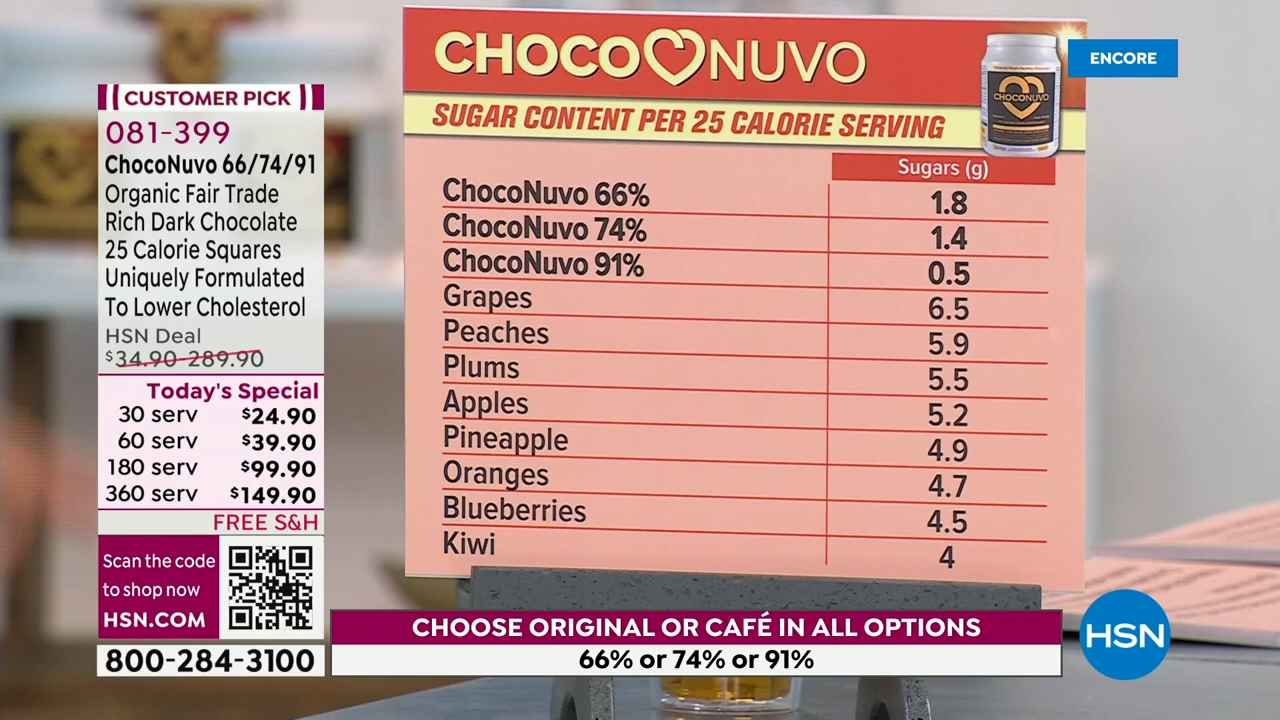 CUSTOMER PICK
081-399
ChocoNuvo 66/74/91
Organic Fair Trade
Rich Dark Chocolate
25 Calorie Squares
Uniquely Formulated
To Lower Cholesterol
HSN Deal
$34.90-289.90
Today's Special
30 serv $24.90
60 serv $39.90
180 serv $99.90
360 serv $149.90
FREE S&H
Scan the code
to shop now
HSN.COM
800-284-3100
CHOCONUVO
SUGAR CONTENT PER 25 CALORIE SERVING
CHOCONUVO
Sugars (g)
ChocoNuvo 66% 1.8
ChocoNuvo 74% 1.4
ChocoNuvo 91% 0.5
Grapes 6.5
Peaches 5.9
Plums 5.5
Apples 5.2
Pineapple 4.9
Oranges 4.7
Blueberries 4.5
Kiwi 4
ENCORE
CHOOSE ORIGINAL OR CAFÉ IN ALL OPTIONS
66% or 74% or 91%
HSN